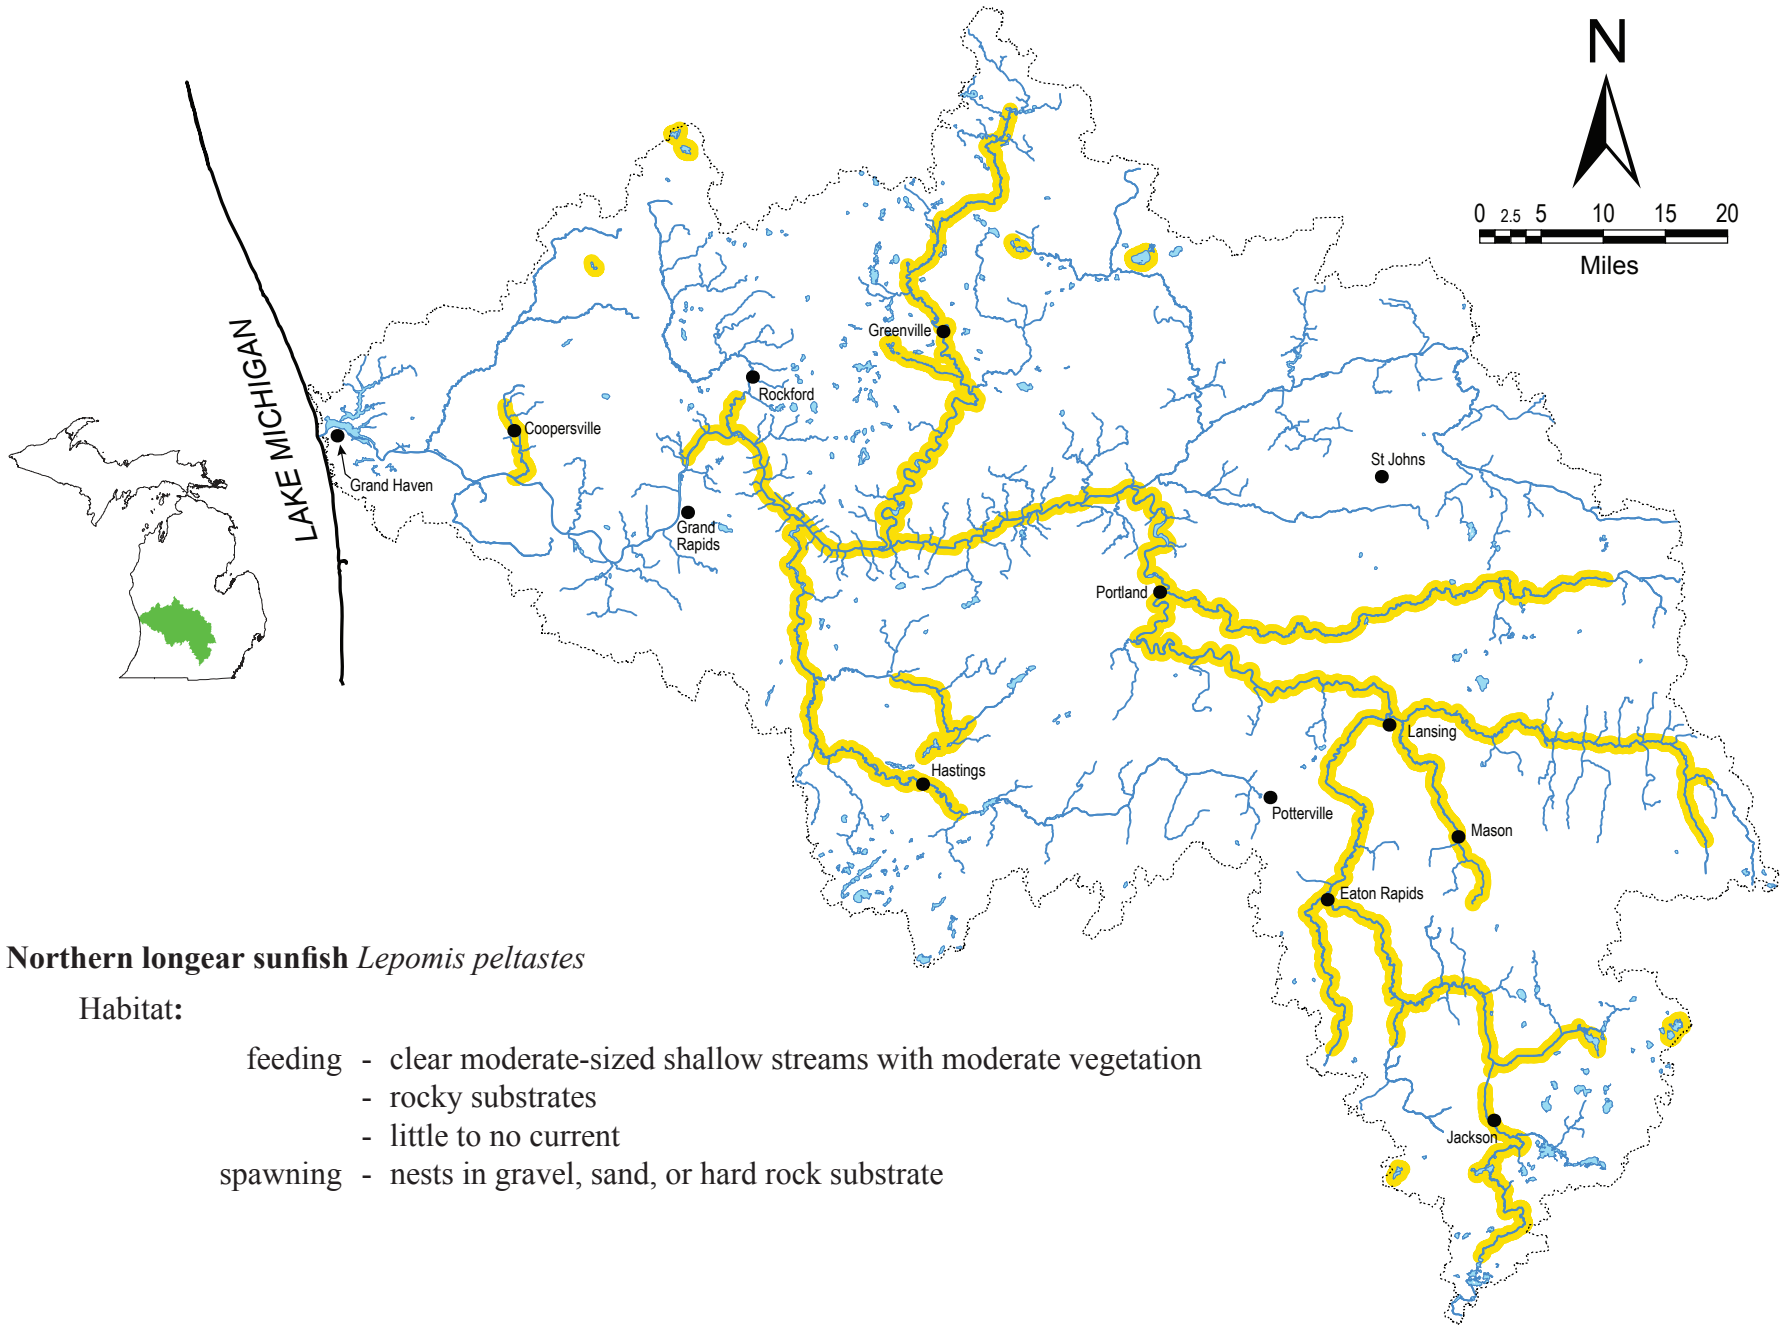 N
0 2.5 5 10 15 20
Miles
LAKE MICHIGAN
Greenville
Rockford
Coopersville
Grand Haven
St Johns
Grand
Rapids
Portland
Lansing
Hastings
Potterville
Mason
Eaton Rapids
Jackson
Northern longear sunfish Lepomis peltastes
Habitat:
feeding - clear moderate-sized shallow streams with moderate vegetation
- rocky substrates
- little to no current
spawning - nests in gravel, sand, or hard rock substrate